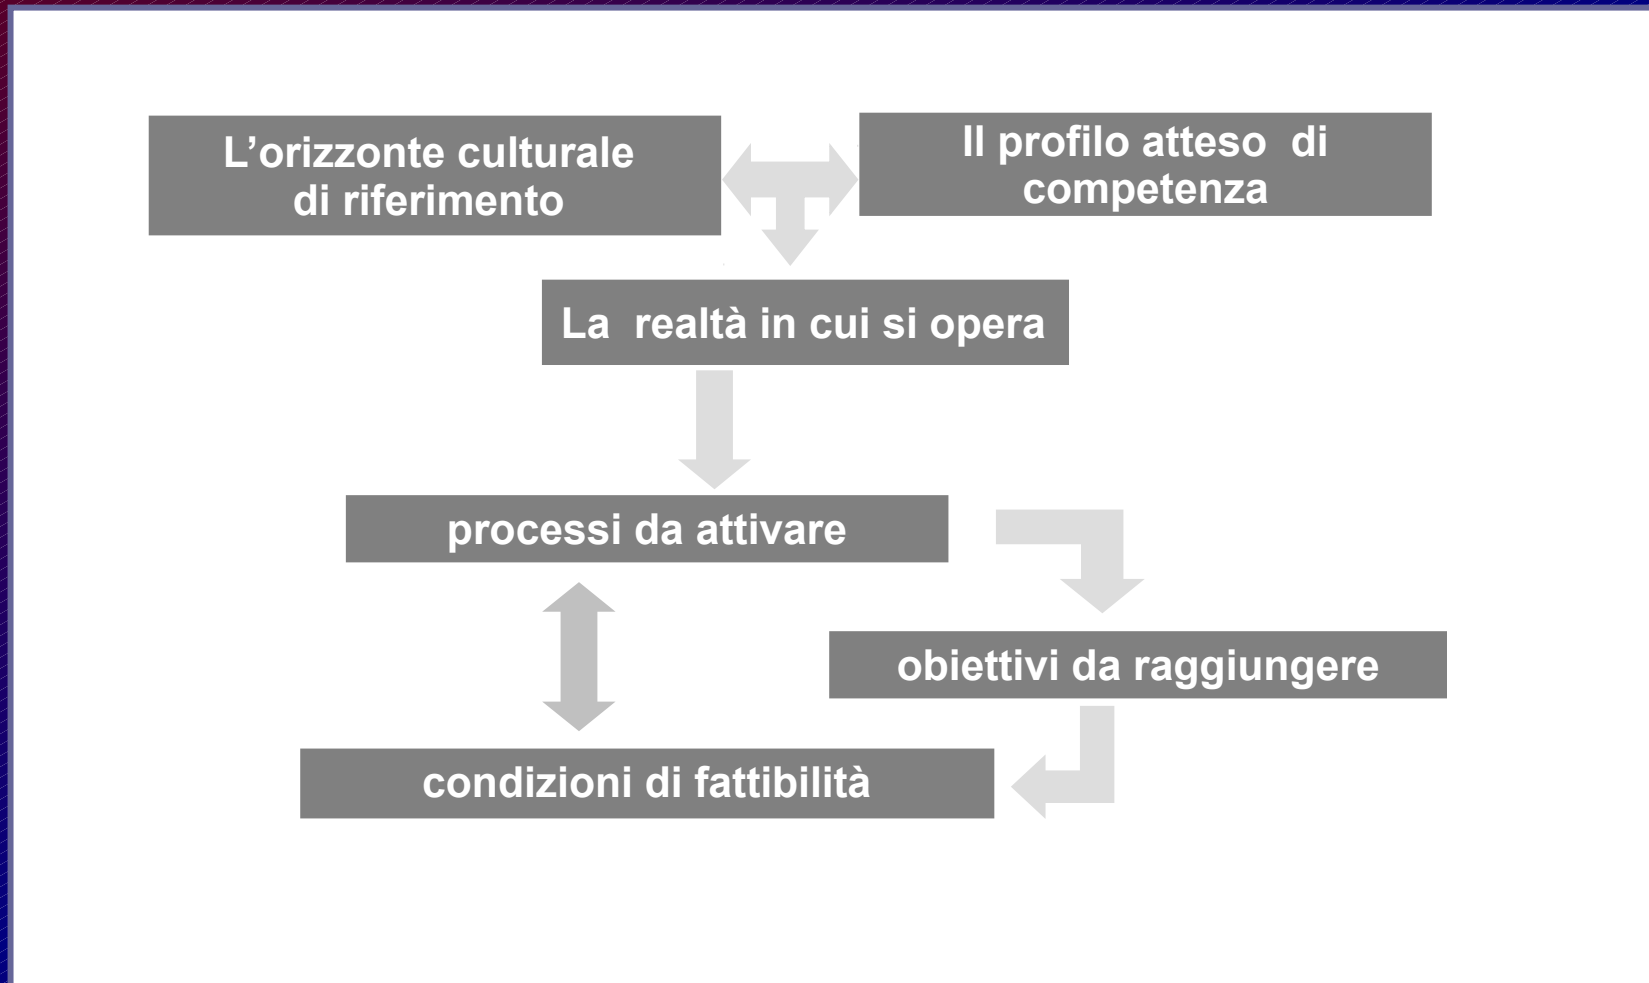 L’orizzonte culturale
di riferimento
Il profilo atteso  di
competenza
La  realtà in cui si opera
processi da attivare
obiettivi da raggiungere
condizioni di fattibilità